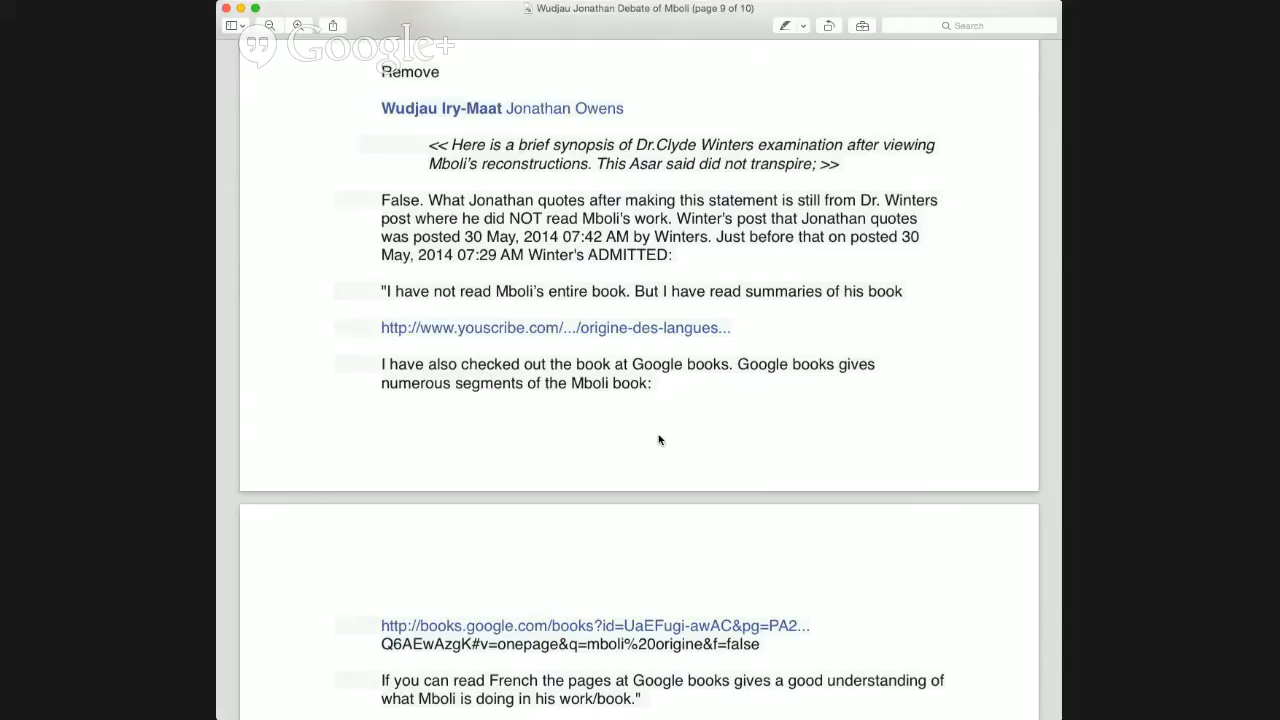 Wudjau Jonathan Debate of Mboli (page 9 of 10)
Search
Google+
Remove
Wudjau Iry-Maat Jonathan Owens
<< Here is a brief synopsis of Dr.Clyde Winters examination after viewing
Mboli's reconstructions. This Asar said did not transpire; >>
False. What Jonathan quotes after making this statement is still from Dr. Winters
post where he did NOT read Mboli's work. Winter's post that Jonathan quotes
was posted 30 May, 2014 07:42 AM by Winters. Just before that on posted 30
May, 2014 07:29 AM Winter's ADMITTED:
"I have not read Mboli's entire book. But I have read summaries of his book
http://www.youscribe.com/.../origine-des-langues...
I have also checked out the book at Google books. Google books gives
numerous segments of the Mboli book:
http://books.google.com/books?id=UaEFugi-awAC&pg=PA2...
Q6AEwAzgK#v=onepage&q=mboli%20origine&f=false
If you can read French the pages at Google books gives a good understanding of
what Mboli is doing in his work/book."